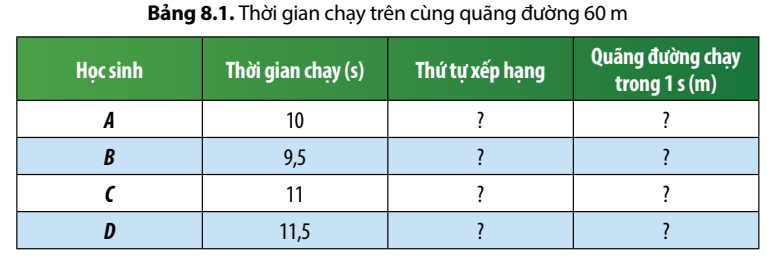 Bảng 8.1. Thời gian chạy trên cùng quãng đường 60 m
Học sinh Thời gian chạy (s) Thứ tự xếp hạng Quãng đường chạy trong 1 s (m)
A 10 ? ?
B 9,5 ? ?
C 11 ? ?
D 11,5 ? ?